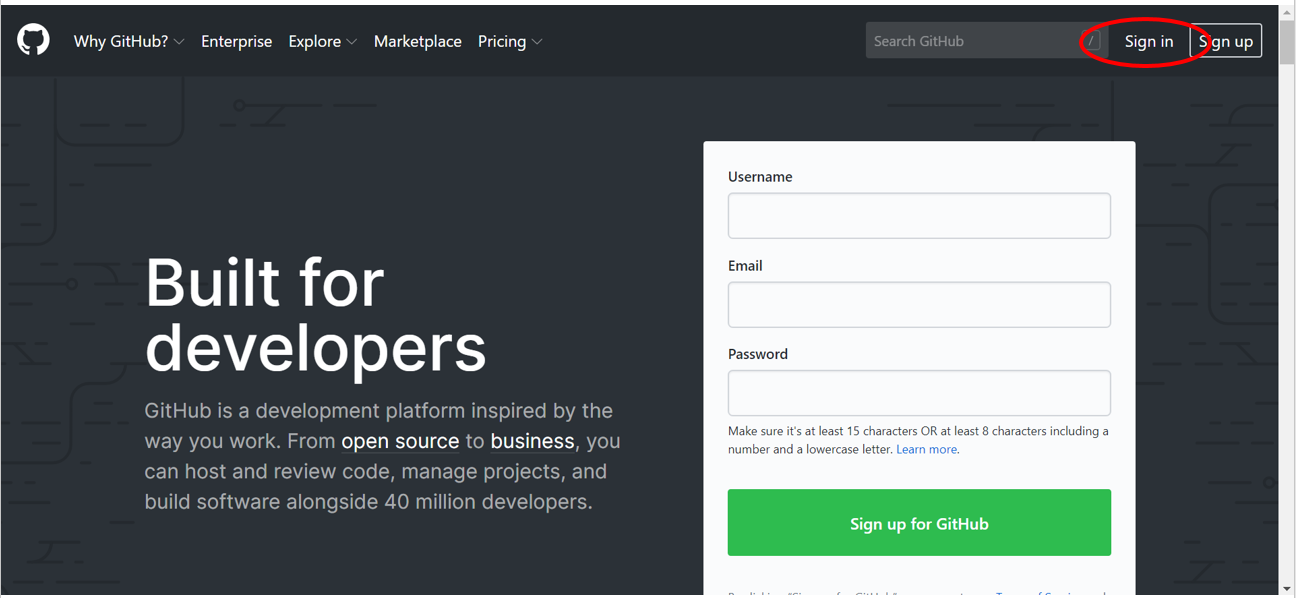 Why GitHub? Enterprise Explore Marketplace Pricing Search GitHub / Sign in Sign up
Built for
developers
GitHub is a development platform inspired by the
way you work. From open source to business, you
can host and review code, manage projects, and
build software alongside 40 million developers.
Username
Email
Password
Make sure it's at least 15 characters OR at least 8 characters including a
number and a lowercase letter. Learn more.
Sign up for GitHub